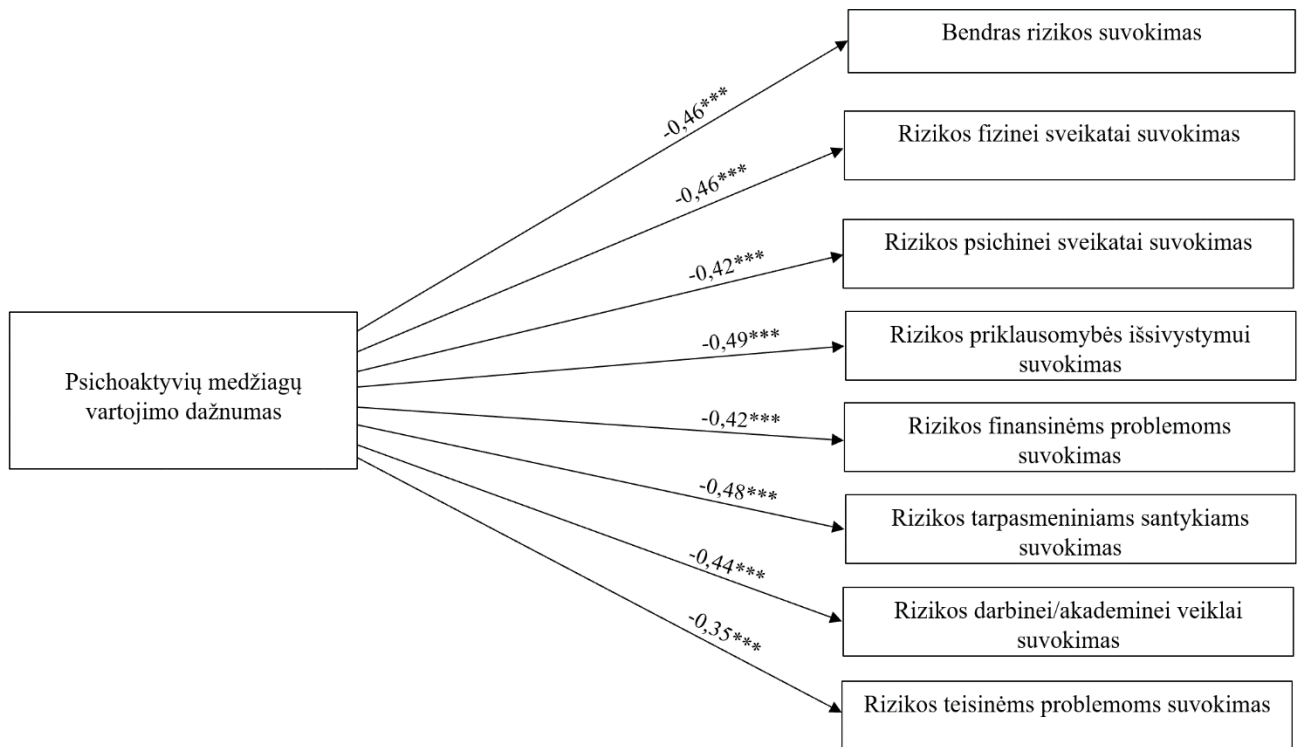 Bendras rizikos suvokimas
-0,46***
Rizikos fizinei sveikatai suvokimas
-0,46***
Rizikos psichinei sveikatai suvokimas
-0,42***
Rizikos priklausomybės išsivystymui
suvokimas
-0,49***
Psichoaktyvių medžiagų
vartojimo dažnumas
-0,42***
Rizikos finansinėms problemoms
suvokimas
-0,48***
Rizikos tarpasmeniniams santykiams
suvokimas
-0,44***
Rizikos darbinei/akademinei veiklai
suvokimas
-0,35***
Rizikos teisinėms problemoms suvokimas